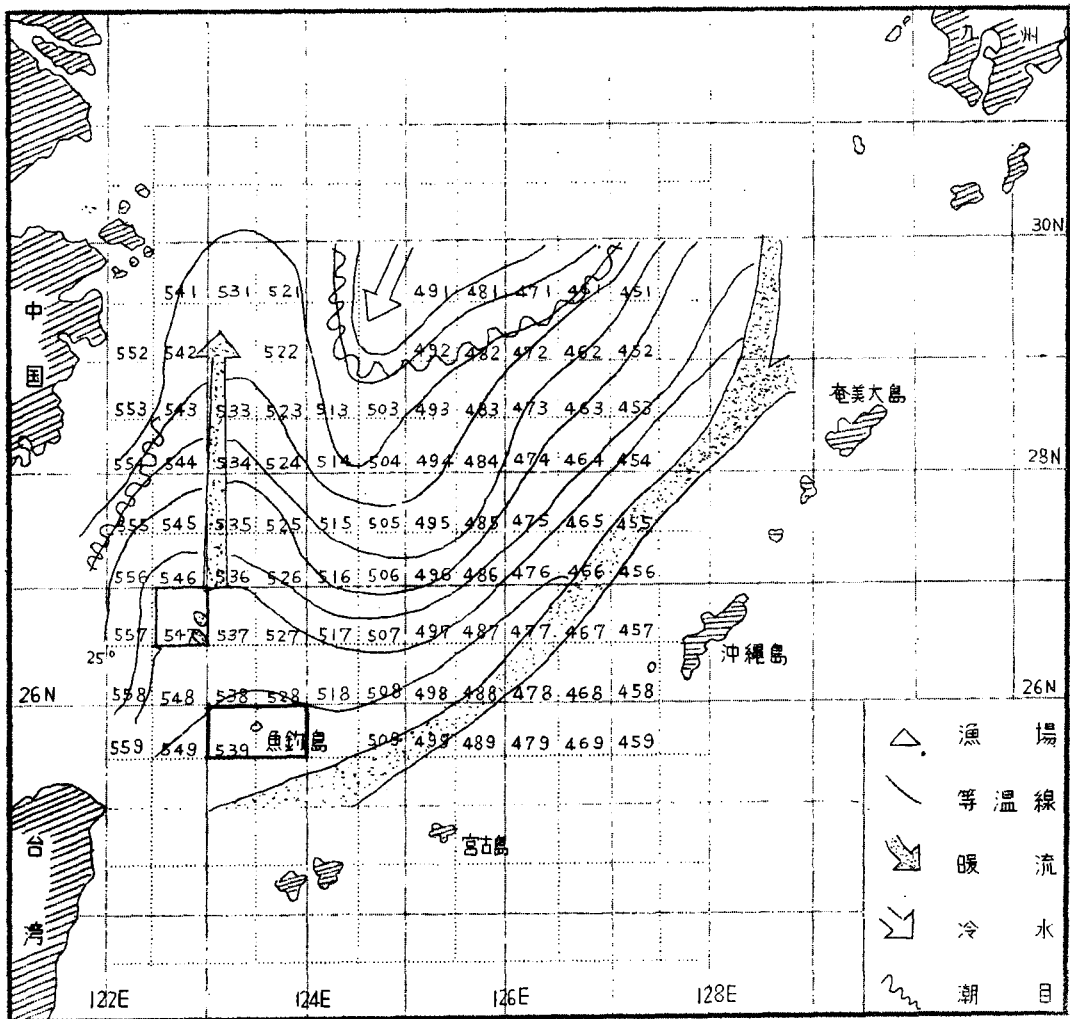 九州
30N
541 531 521 491 481 471 461 451
中国
552 542 522 492 482 472 462 452
奄美大島
553 543 533 523 513 503 493 483 473 463 453
28N
554 544 534 524 514 504 494 484 474 464 454
555 545 535 525 515 505 495 485 475 465 455
556 546 536 526 516 506 496 486 476 466 456
557 547 537 527 517 507 497 487 477 467 457
沖縄島
25°
26N
558 548 538 528 518 508 498 488 478 468 458
26N
559 549 539 魚釣島 509 499 489 479 469 459
漁場
等温線
台湾
宮古島
暖流
冷水
122E 124E 126E 128E
潮目